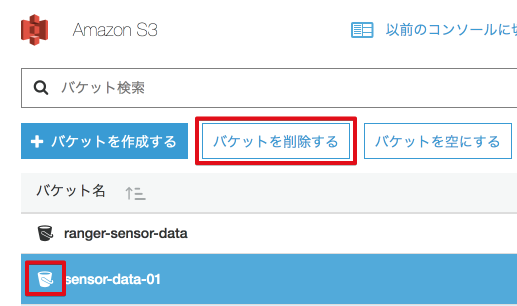 Amazon S3
以前のコンソールに
バケット検索
バケットを作成する
バケットを削除する
バケットを空にする
バケット名
ranger-sensor-data
sensor-data-01